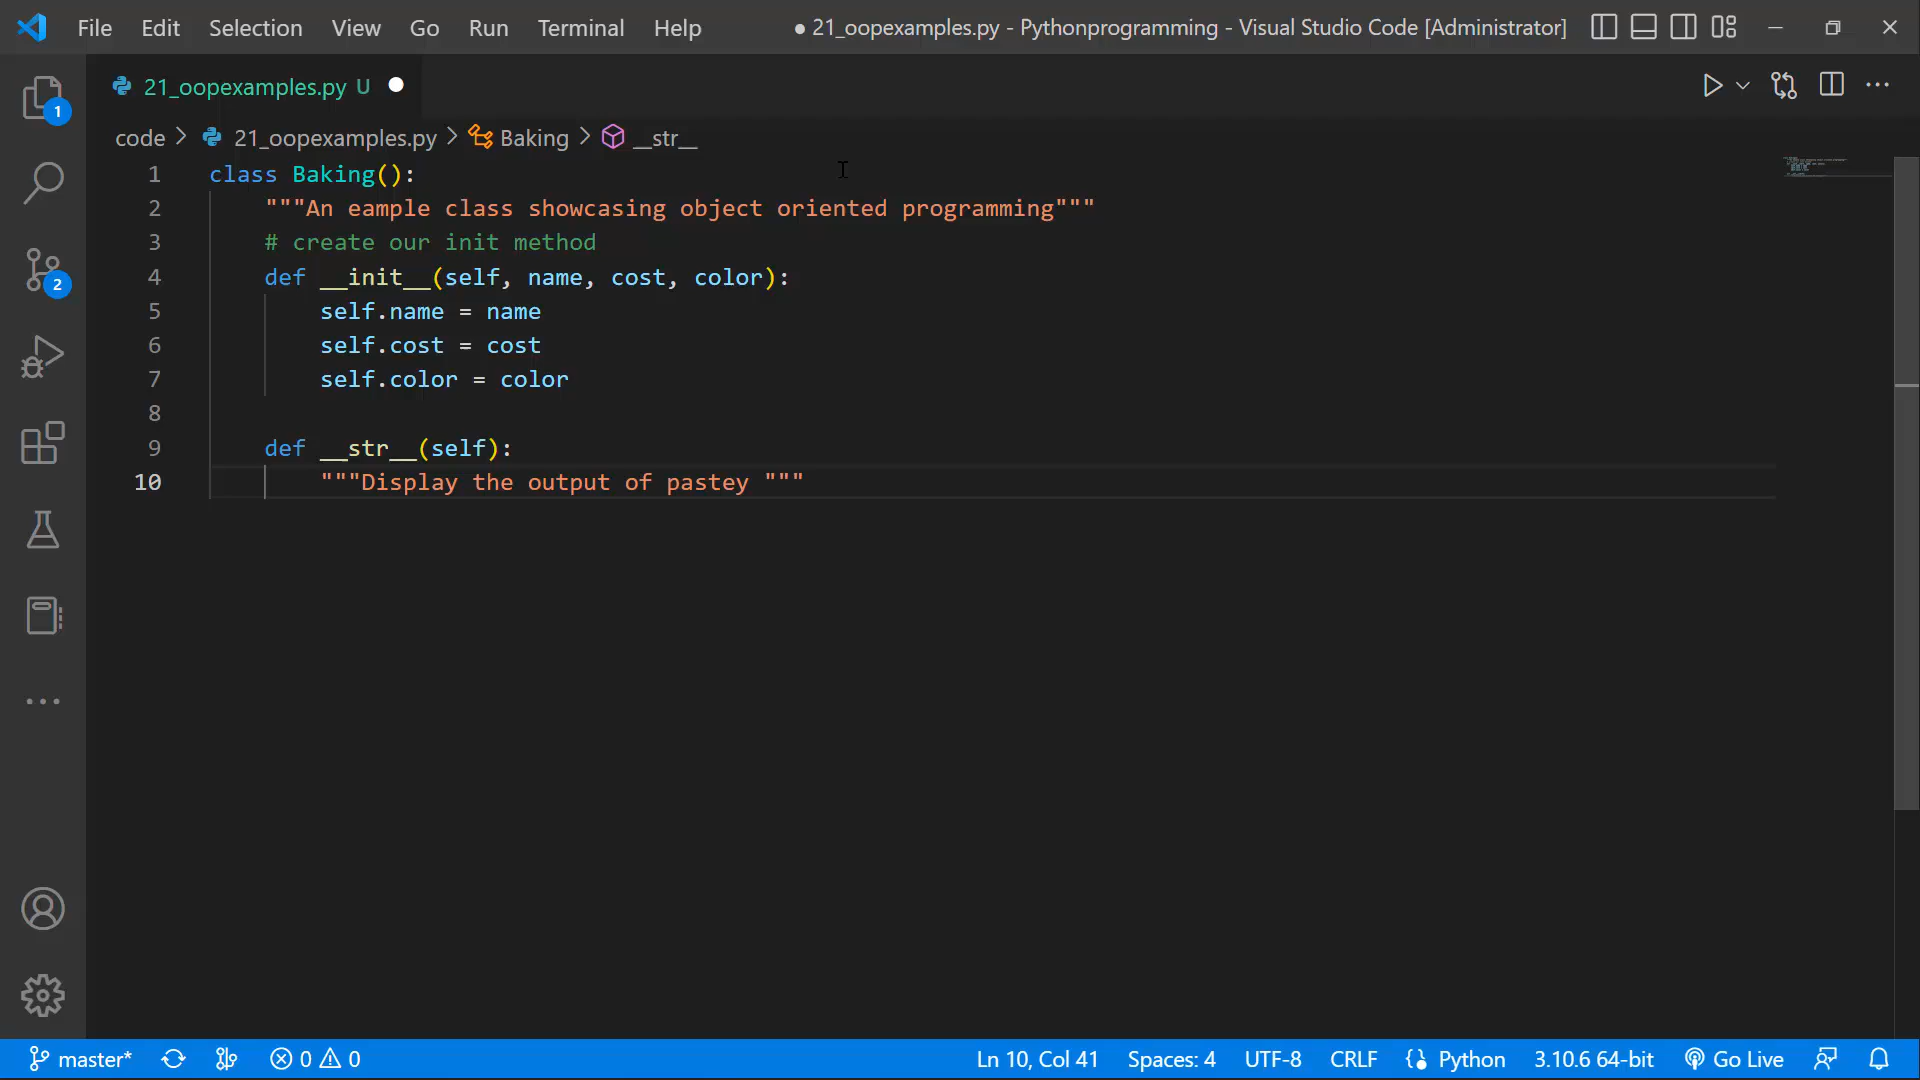 File Edit Selection View Go Run Terminal Help ● 21_oopexamples.py - Pythonprogramming - Visual Studio Code [Administrator]
21_oopexamples.py U
1
code > 21_oopexamples.py > Baking > __str__
1 class Baking():
2 """An eample class showcasing object oriented programming"""
3 # create our init method
4 def __init__(self, name, cost, color):
2
5 self.name = name
6 self.cost = cost
7 self.color = color
8
9 def __str__(self):
10 """Display the output of pastey """
master* 0 0 Ln 10, Col 41 Spaces: 4 UTF-8 CRLF Python 3.10.6 64-bit Go Live